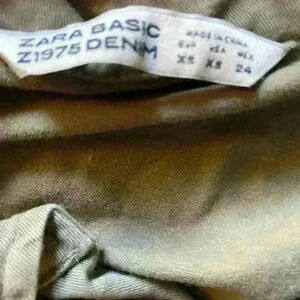 ZARA BASIC
Z1975 DENIM
MADE IN CHINA
EUR USA MEX
XS XS 24